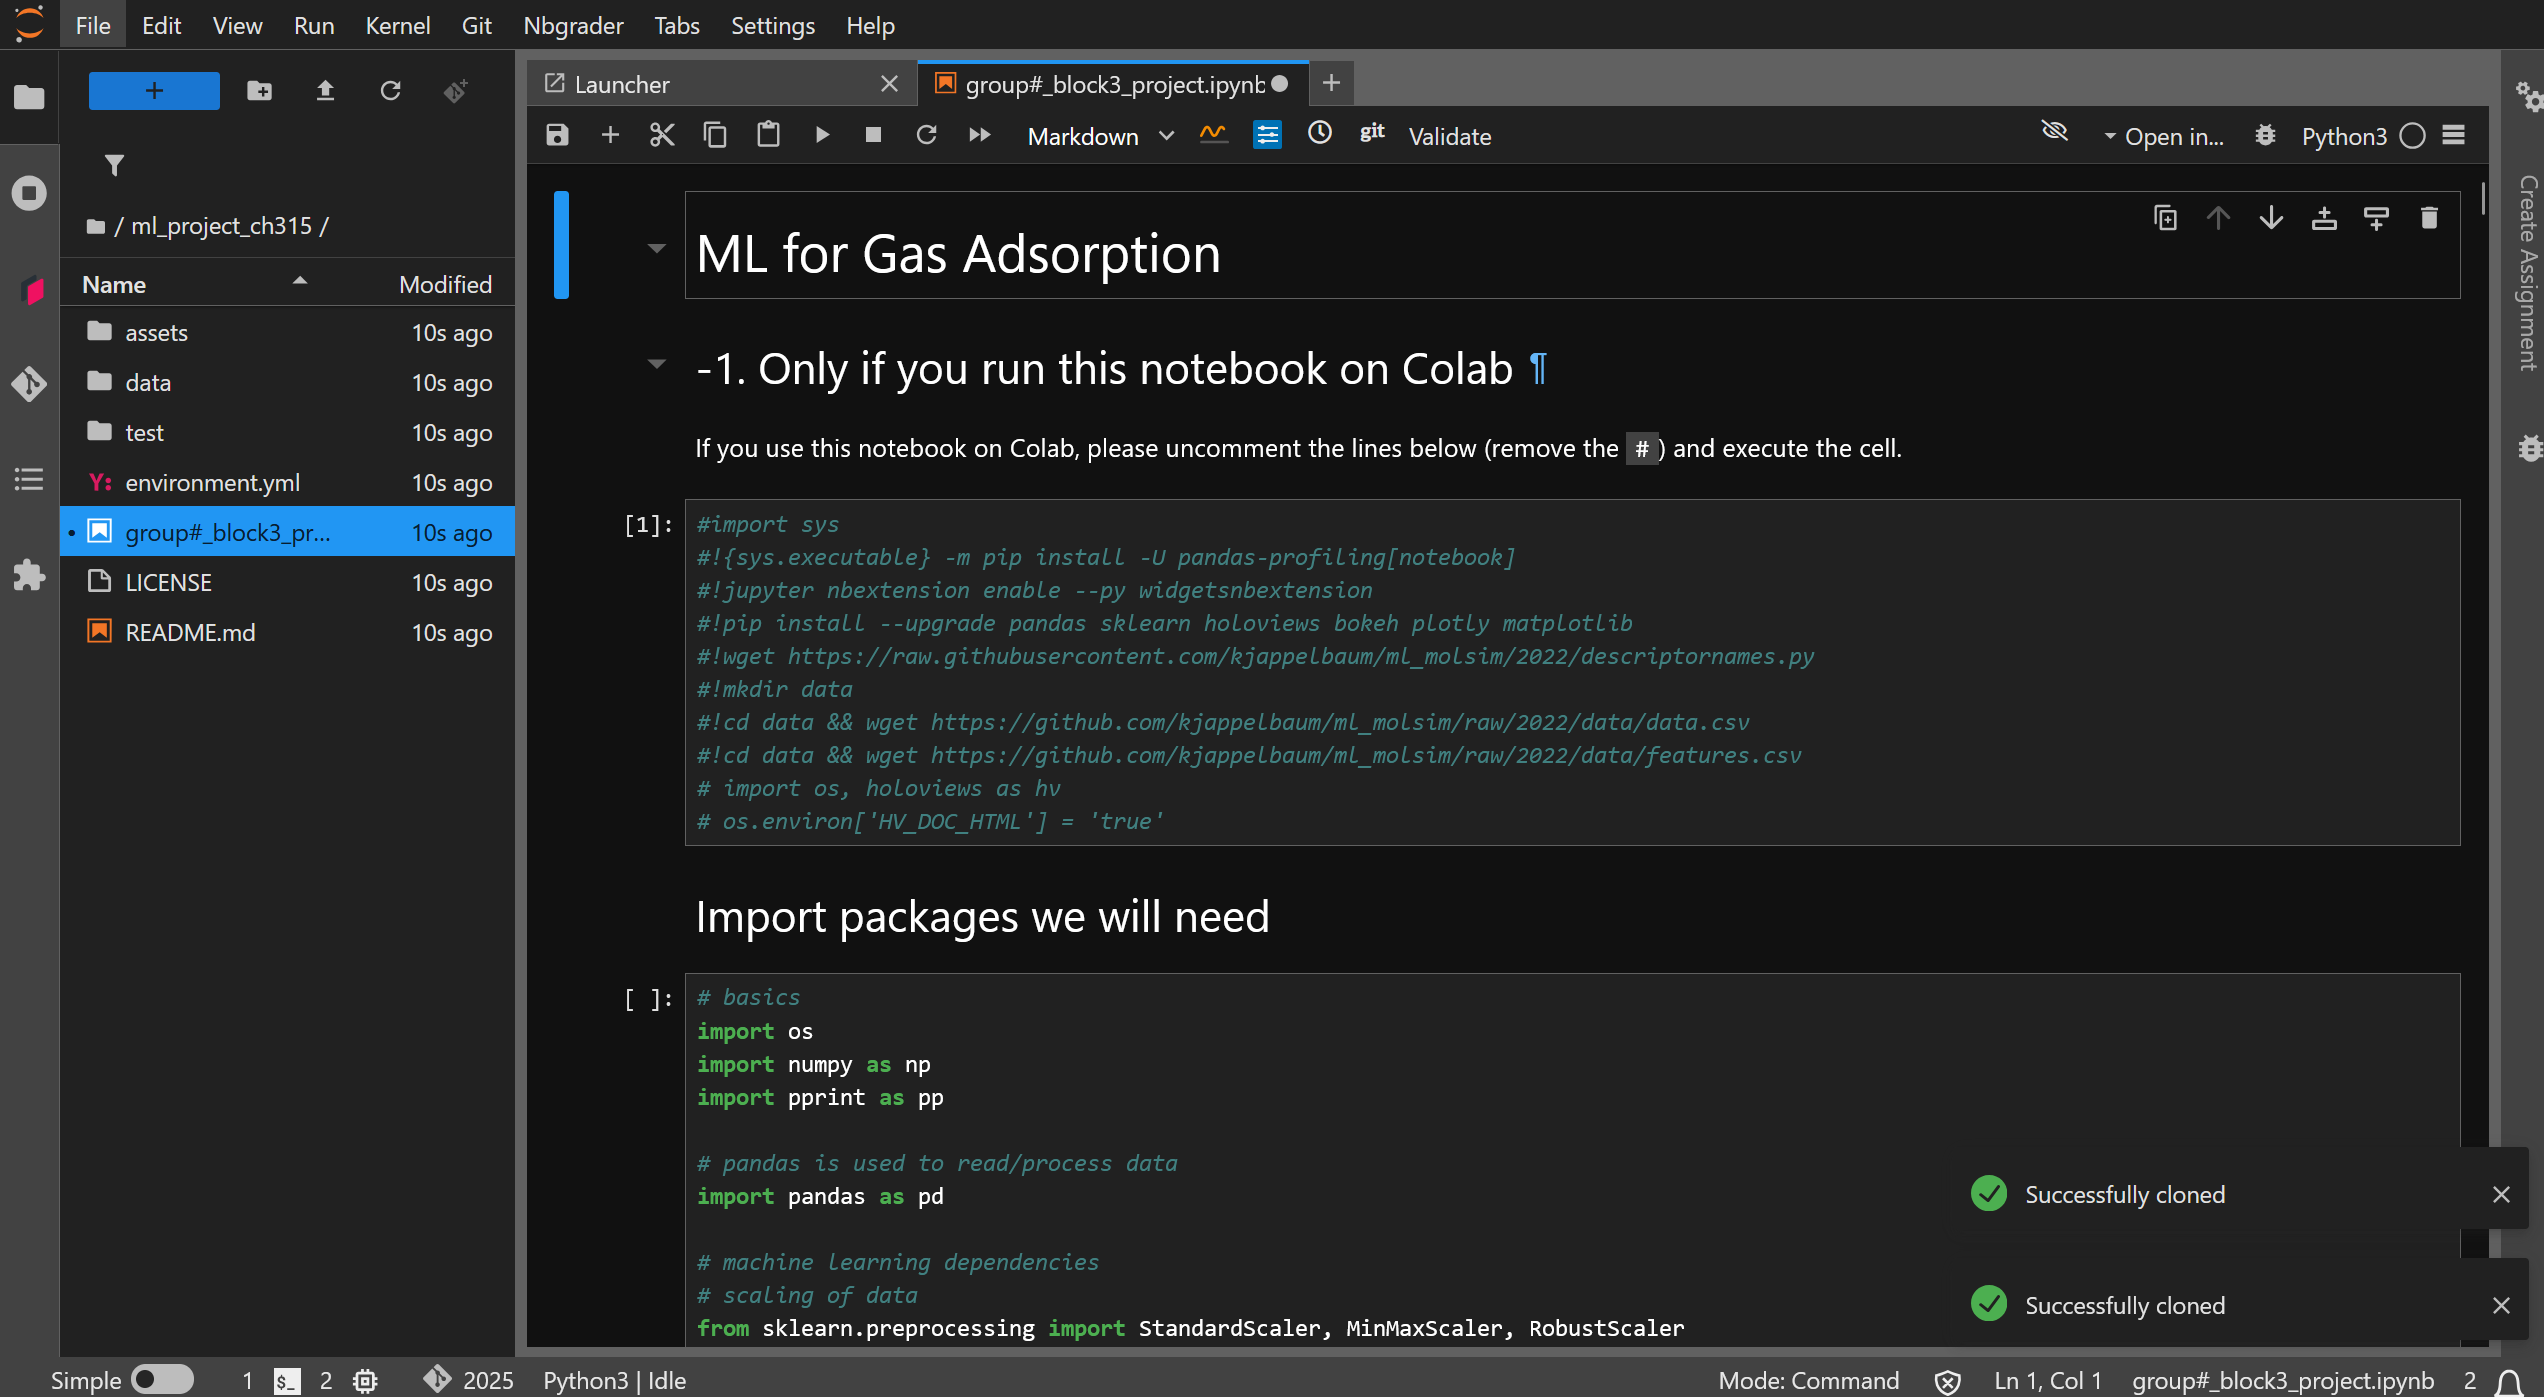 File Edit View Run Kernel Git Nbgrader Tabs Settings Help
/ ml_project_ch315 /
Name Modified
assets 10s ago
data 10s ago
test 10s ago
Y: environment.yml 10s ago
• group#_block3_pr... 10s ago
LICENSE 10s ago
README.md 10s ago
Launcher
group#_block3_project.ipynb
Markdown git Validate Open in... Python3
ML for Gas Adsorption
-1. Only if you run this notebook on Colab ¶
If you use this notebook on Colab, please uncomment the lines below (remove the # ) and execute the cell.
[1]:
#import sys
#!{sys.executable} -m pip install -U pandas-profiling[notebook]
#!jupyter nbextension enable --py widgetsnbextension
#!pip install --upgrade pandas sklearn holoviews bokeh plotly matplotlib
#!wget https://raw.githubusercontent.com/kjappelbaum/ml_molsim/2022/descriptornames.py
#!mkdir data
#!cd data && wget https://github.com/kjappelbaum/ml_molsim/raw/2022/data/data.csv
#!cd data && wget https://github.com/kjappelbaum/ml_molsim/raw/2022/data/features.csv
# import os, holoviews as hv
# os.environ['HV_DOC_HTML'] = 'true'
Import packages we will need
[ ]:
# basics
import os
import numpy as np
import pprint as pp
# pandas is used to read/process data
import pandas as pd
# machine learning dependencies
# scaling of data
from sklearn.preprocessing import StandardScaler, MinMaxScaler, RobustScaler
Create Assignment
Successfully cloned
Successfully cloned
Simple 1 $_ 2 2025 Python3 | Idle Mode: Command Ln 1, Col 1 group#_block3_project.ipynb 2